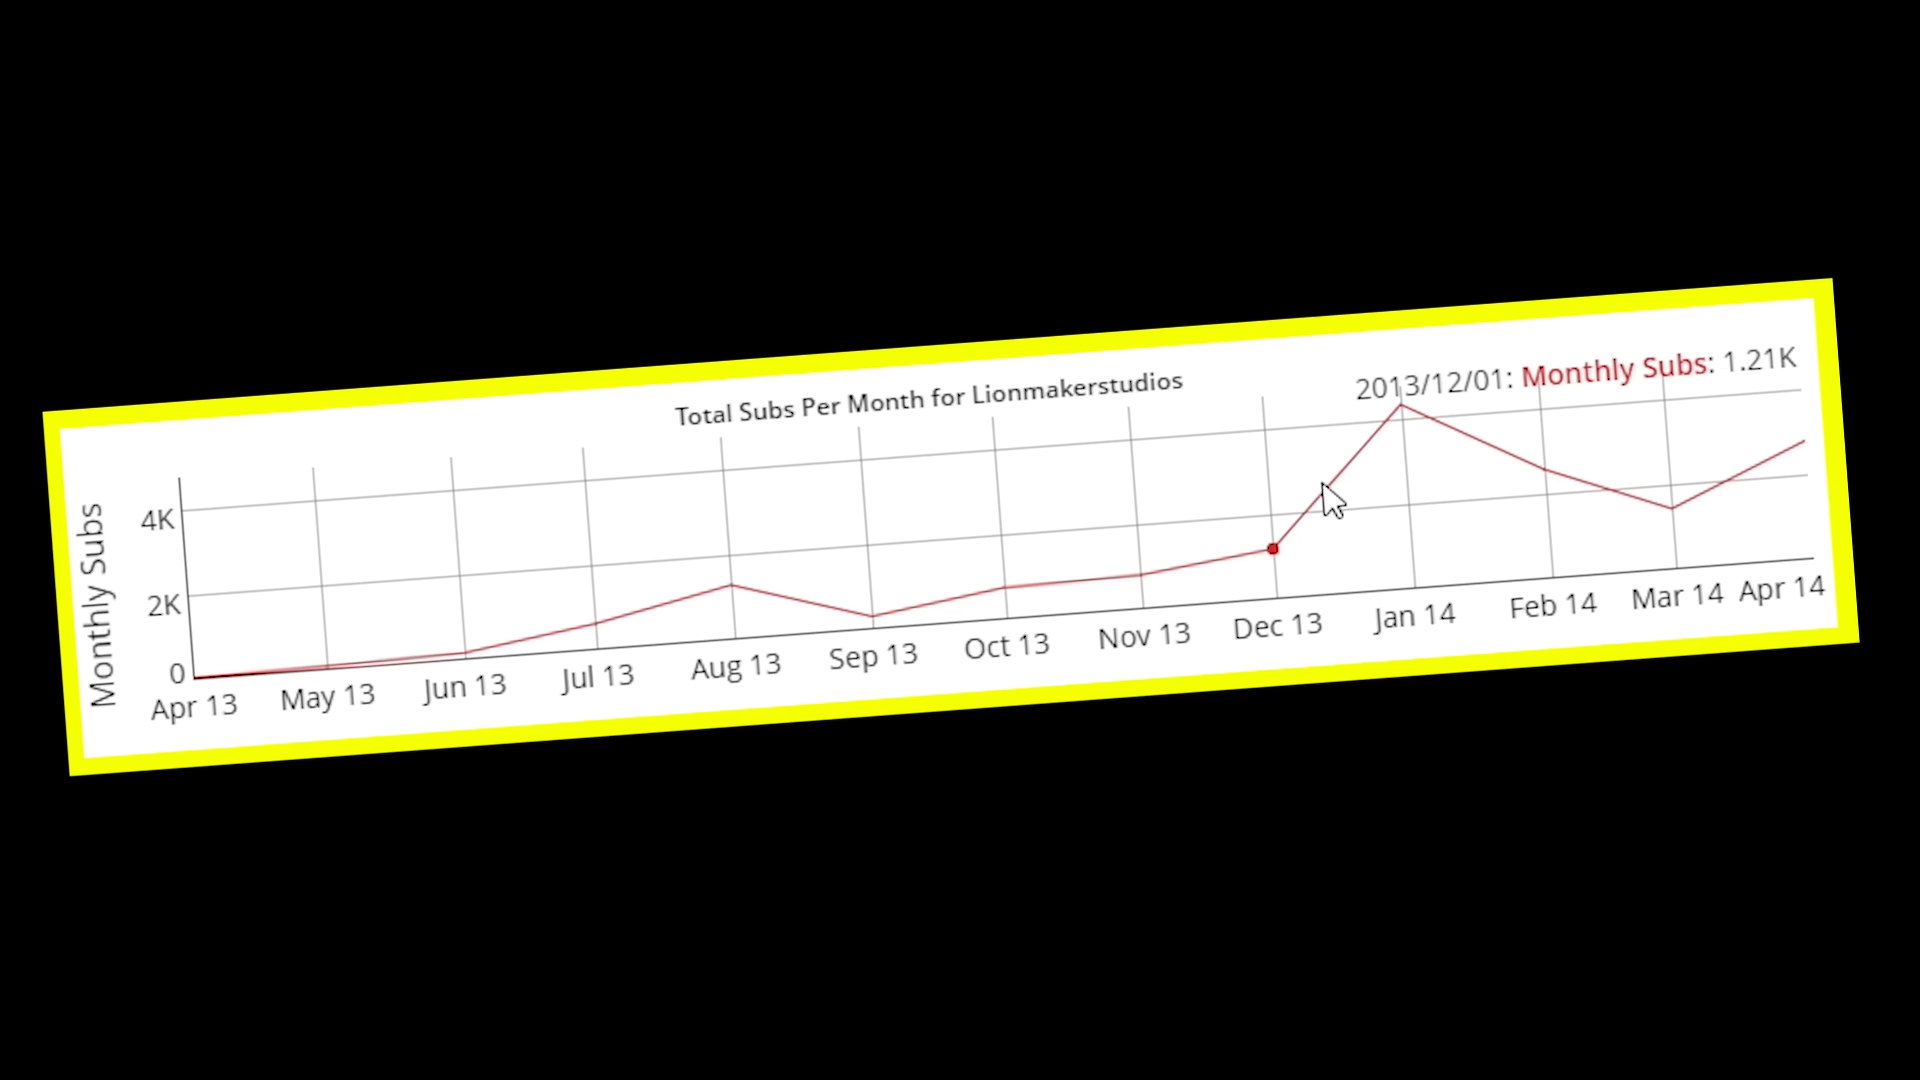 Total Subs Per Month for Lionmakerstudios
2013/12/01: Monthly Subs: 1.21K
Monthly Subs
4K
2K
0
Apr 13 May 13 Jun 13 Jul 13 Aug 13 Sep 13 Oct 13 Nov 13 Dec 13 Jan 14 Feb 14 Mar 14 Apr 14